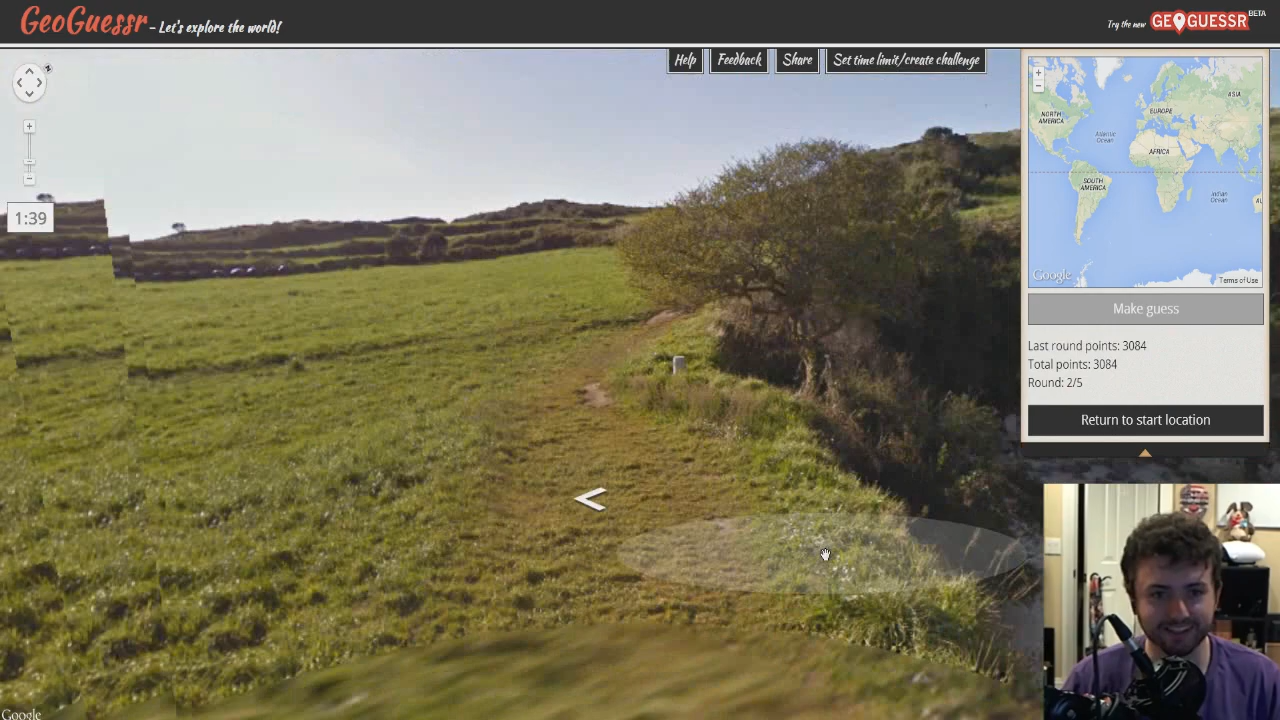 GeoGuessr - Let's explore the world!
Try the new GEOGUESSR BETA
Help
Feedback
Share
Set time limit/create challenge
1:39
NORTH AMERICA
Atlantic Ocean
EUROPE
ASIA
AFRICA
SOUTH AMERICA
Indian Ocean
AU
Google
Terms of Use
Make guess
Last round points: 3084
Total points: 3084
Round: 2/5
Return to start location
Google